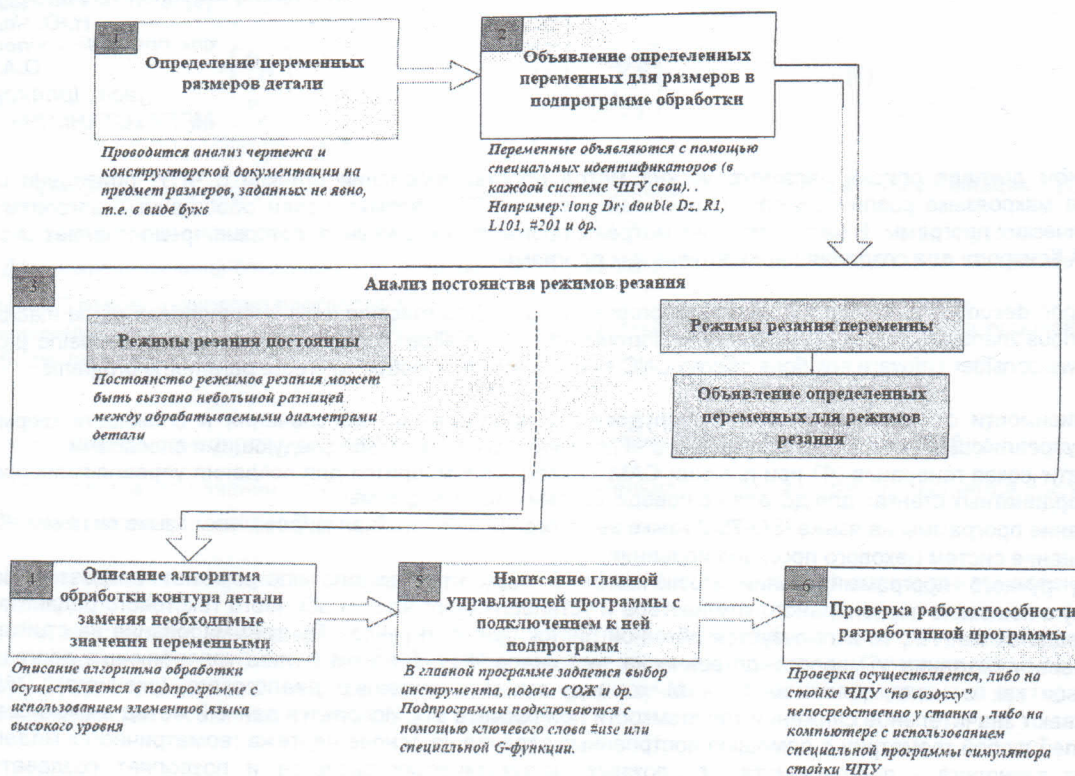 1
Определение переменных
размеров детали
2
Объявление определенных
переменных для размеров в
подпрограмме обработки
Проводится анализ чертежа и
конструкторской документации на
предмет размеров, заданных не явно,
т.е. в виде букв
Переменные объявляются с помощью
специальных идентификаторов (в
каждой системе ЧПУ свои). .
Например: long Dr; double Dz, R1,
L101, #201 и др.
3
Анализ постоянства режимов резания
Режимы резания постоянны
Режимы резания переменны
Постоянство режимов резания может
быть вызвано небольшой разницей
между обрабатываемыми диаметрами
детали
Объявление определенных
переменных для режимов
резания
4
Описание алгоритма
обработки контура детали
заменяя необходимые
значения переменными
5
Написание главной
управляющей программы с
подключением к ней
подпрограмм
6
Проверка работоспособности
разработанной программы
Описание алгоритма обработки
осуществляется в подпрограмме с
использованием элементов языка
высокого уровня
В главной программе задается выбор
инструмента, подача СОЖ и др.
Подпрограммы подключаются с
помощью ключевого слова #use или
специальной G-функции.
Проверка осуществляется, либо на
стойке ЧПУ "по воздуху"
непосредственно у станка, либо на
компьютере с использованием
специальных программ эмуляторов
стойки ЧПУ